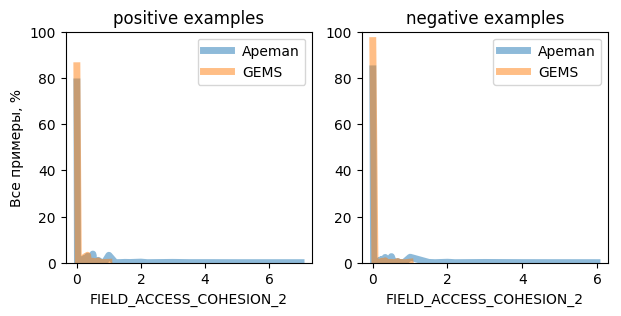 positive examples
negative examples
Все примеры, %
100
80
60
40
20
0
Apeman
GEMS
0
2
4
6
FIELD_ACCESS_COHESION_2
100
80
60
40
20
0
Apeman
GEMS
0
2
4
6
FIELD_ACCESS_COHESION_2